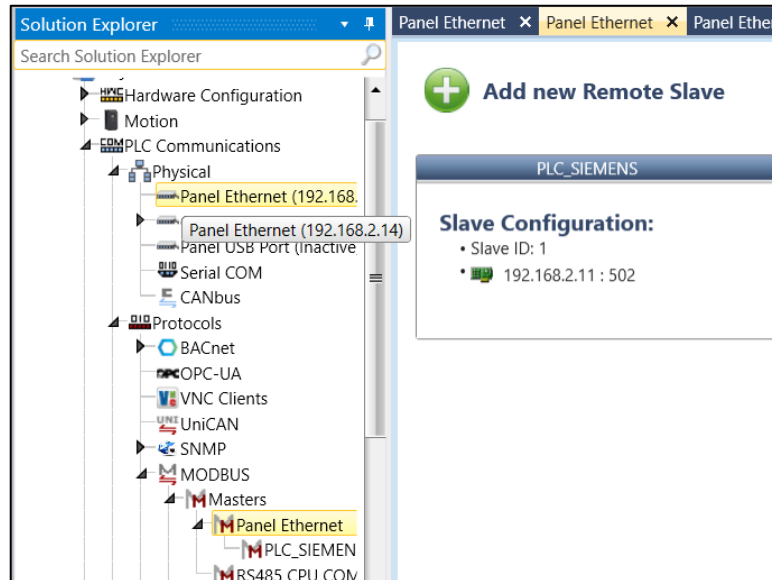 Solution Explorer
Search Solution Explorer
Hardware Configuration
Motion
PLC Communications
Physical
Panel Ethernet (192.168.
Panel Ethernet (192.168.2.14)
Panel USB Port (Inactive
Serial COM
CANbus
Protocols
BACnet
OPC-UA
VNC Clients
UniCAN
SNMP
MODBUS
Masters
Panel Ethernet
PLC_SIEMEN
RS485 CPU COM
Panel Ethernet Panel Ethernet Panel Ether
Add new Remote Slave
PLC_SIEMENS
Slave Configuration:
• Slave ID: 1
• 192.168.2.11 : 502